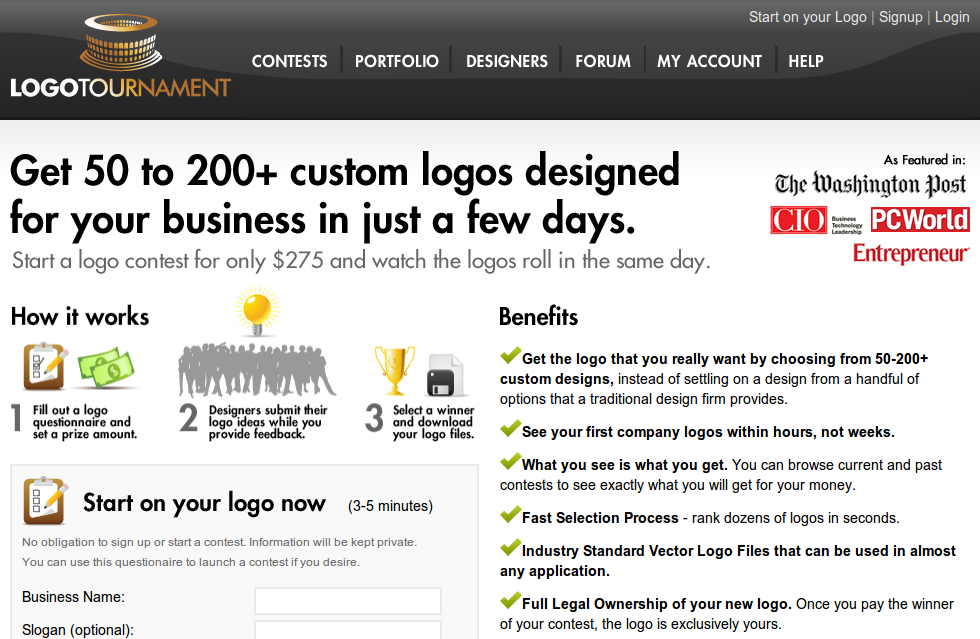 Start on your Logo | Signup | Login
LOGOTOURNAMENT
CONTESTS PORTFOLIO DESIGNERS FORUM MY ACCOUNT HELP
Get 50 to 200+ custom logos designed
for your business in just a few days.
Start a logo contest for only $275 and watch the logos roll in the same day.
As Featured in:
The Washington Post
CIO Business
Technology
Leadership
PCWorld
Entrepreneur
How it works
1 Fill out a logo
questionnaire and
set a prize amount.
2 Designers submit their
logo ideas while you
provide feedback.
3 Select a winner
and download
your logo files.
Start on your logo now (3-5 minutes)
No obligation to sign up or start a contest. Information will be kept private.
You can use this questionaire to launch a contest if you desire.
Business Name:
Slogan (optional):
Benefits
Get the logo that you really want by choosing from 50-200+
custom designs, instead of settling on a design from a handful of
options that a traditional design firm provides.
See your first company logos within hours, not weeks.
What you see is what you get. You can browse current and past
contests to see exactly what you will get for your money.
Fast Selection Process - rank dozens of logos in seconds.
Industry Standard Vector Logo Files that can be used in almost
any application.
Full Legal Ownership of your new logo. Once you pay the winner
of your contest, the logo is exclusively yours.